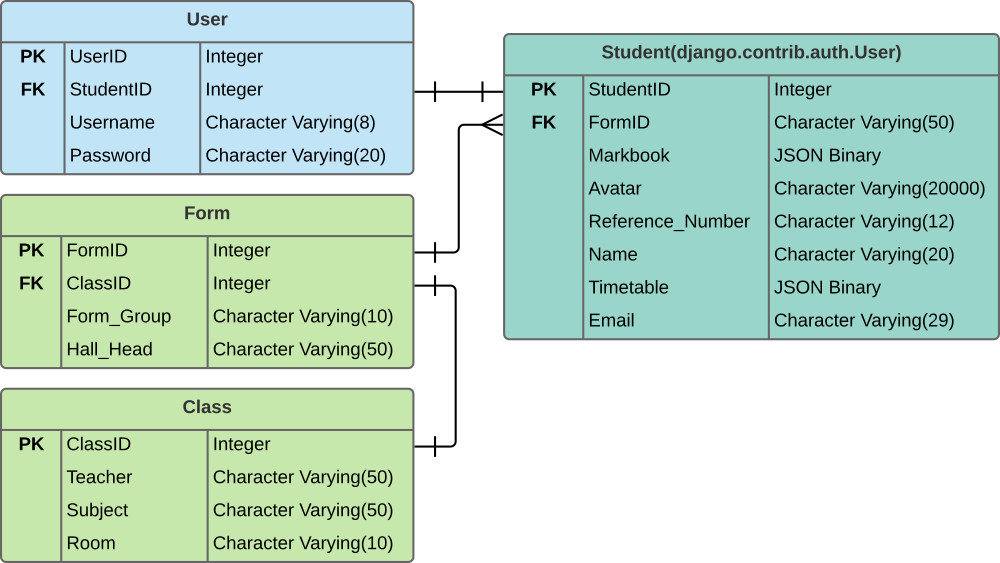 User
PK UserID Integer
FK StudentID Integer
Username Character Varying(8)
Password Character Varying(20)
Form
PK FormID Integer
FK ClassID Integer
Form_Group Character Varying(10)
Hall_Head Character Varying(50)
Class
PK ClassID Integer
Teacher Character Varying(50)
Subject Character Varying(50)
Room Character Varying(10)
Student(django.contrib.auth.User)
PK StudentID Integer
FK FormID Character Varying(50)
Markbook JSON Binary
Avatar Character Varying(20000)
Reference_Number Character Varying(12)
Name Character Varying(20)
Timetable JSON Binary
Email Character Varying(29)